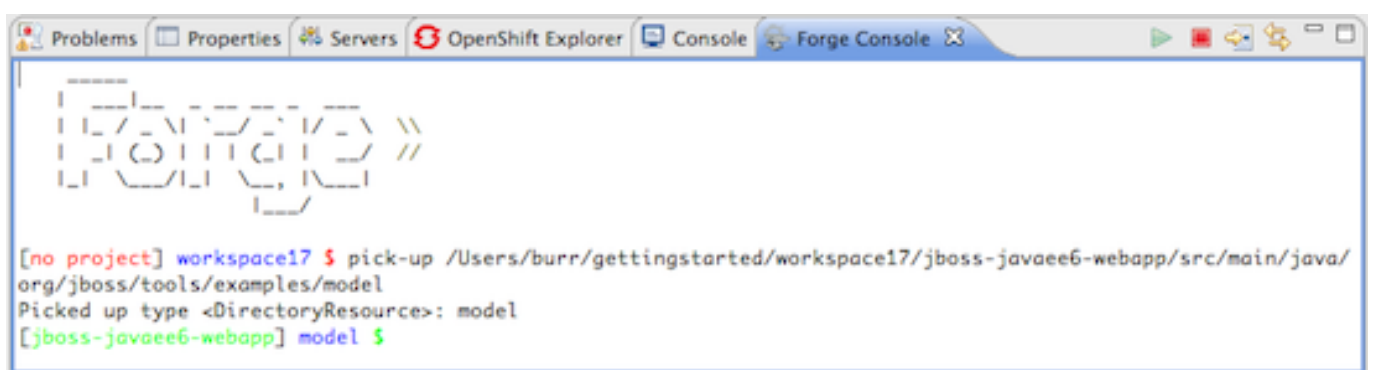 Problems Properties Servers OpenShift Explorer Console Forge Console
Forge
[no project] workspace17 $ pick-up /Users/burr/gettingstarted/workspace17/jboss-javaee6-webapp/src/main/java/
org/jboss/tools/examples/model
Picked up type <DirectoryResource>: model
[jboss-javaee6-webapp] model $